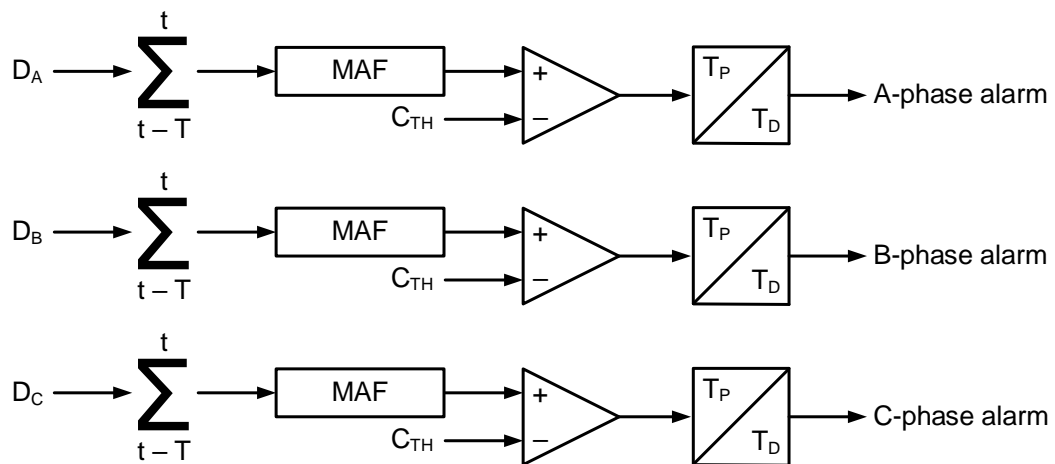 t
D_A MAF + T_P
A-phase alarm
C_TH − T_D
t – T
t
D_B MAF + T_P
B-phase alarm
C_TH − T_D
t – T
t
D_C MAF + T_P
C-phase alarm
C_TH − T_D
t – T